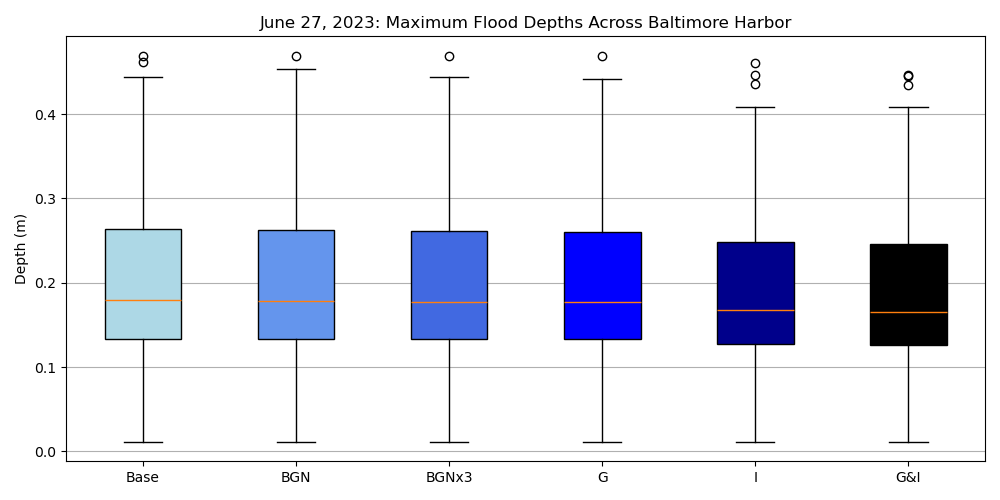 June 27, 2023: Maximum Flood Depths Across Baltimore Harbor
Depth (m)
0.4
0.3
0.2
0.1
0.0
Base BGN BGNx3 G I G&I